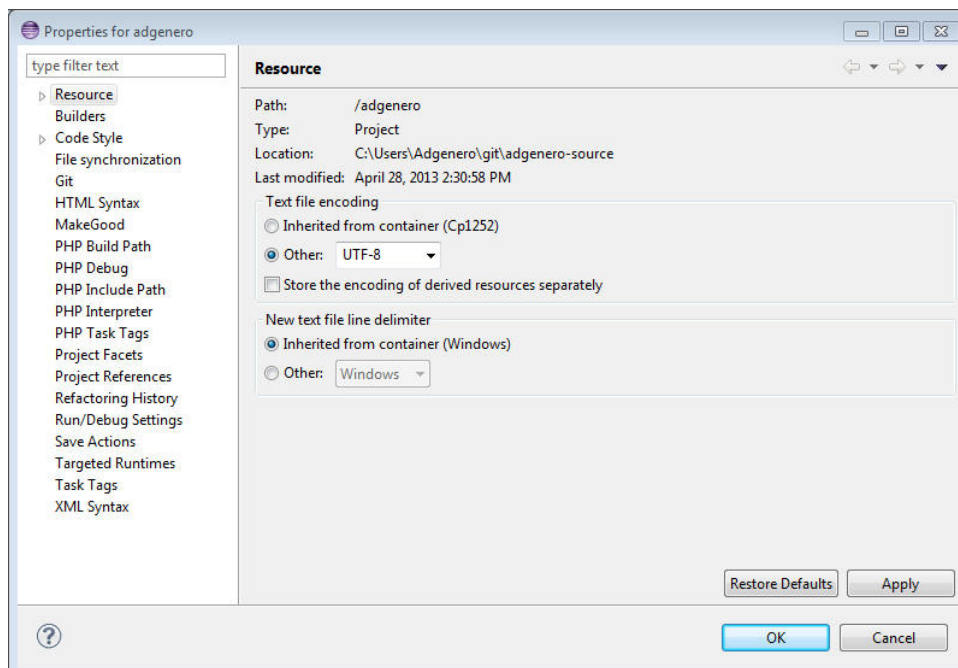 Properties for adgenero
type filter text
Resource
Builders
Code Style
File synchronization
Git
HTML Syntax
MakeGood
PHP Build Path
PHP Debug
PHP Include Path
PHP Interpreter
PHP Task Tags
Project Facets
Project References
Refactoring History
Run/Debug Settings
Save Actions
Targeted Runtimes
Task Tags
XML Syntax
Resource
Path: /adgenero
Type: Project
Location: C:\Users\Adgenero\git\adgenero-source
Last modified: April 28, 2013 2:30:58 PM
Text file encoding
Inherited from container (Cp1252)
Other: UTF-8
Store the encoding of derived resources separately
New text file line delimiter
Inherited from container (Windows)
Other: Windows
Restore Defaults Apply
? OK Cancel